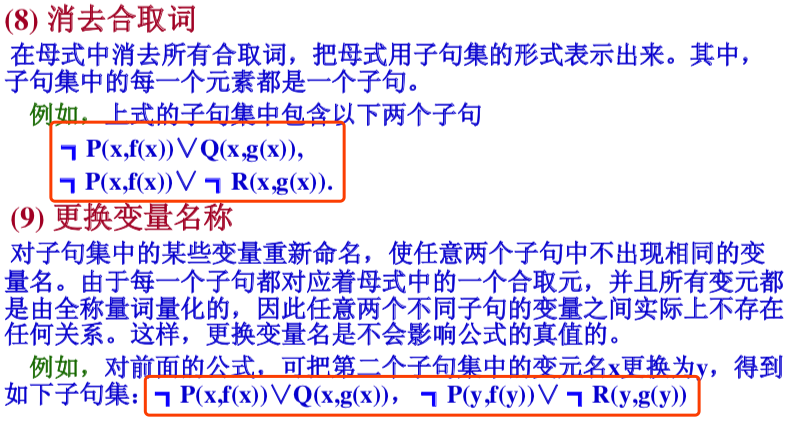 (8) 消去合取词
在母式中消去所有合取词，把母式用子句集的形式表示出来。其中，
子句集中的每一个元素都是一个子句。
例如，上式的子句集中包含以下两个子句
┓P(x,f(x))∨Q(x,g(x)),
┓P(x,f(x))∨┓R(x,g(x)).
(9) 更换变量名称
对子句集中的某些变量重新命名，使任意两个子句中不出现相同的变
量名。由于每一个子句都对应着母式中的一个合取元，并且所有变元都
是由全称量词量化的，因此任意两个不同子句的变量之间实际上不存在
任何关系。这样，更换变量名是不会影响公式的真值的。
例如，对前面的公式，可把第二个子句集中的变元名x更换为y，得到
如下子句集：┓P(x,f(x))∨Q(x,g(x))，┓P(y,f(y))∨┓R(y,g(y))